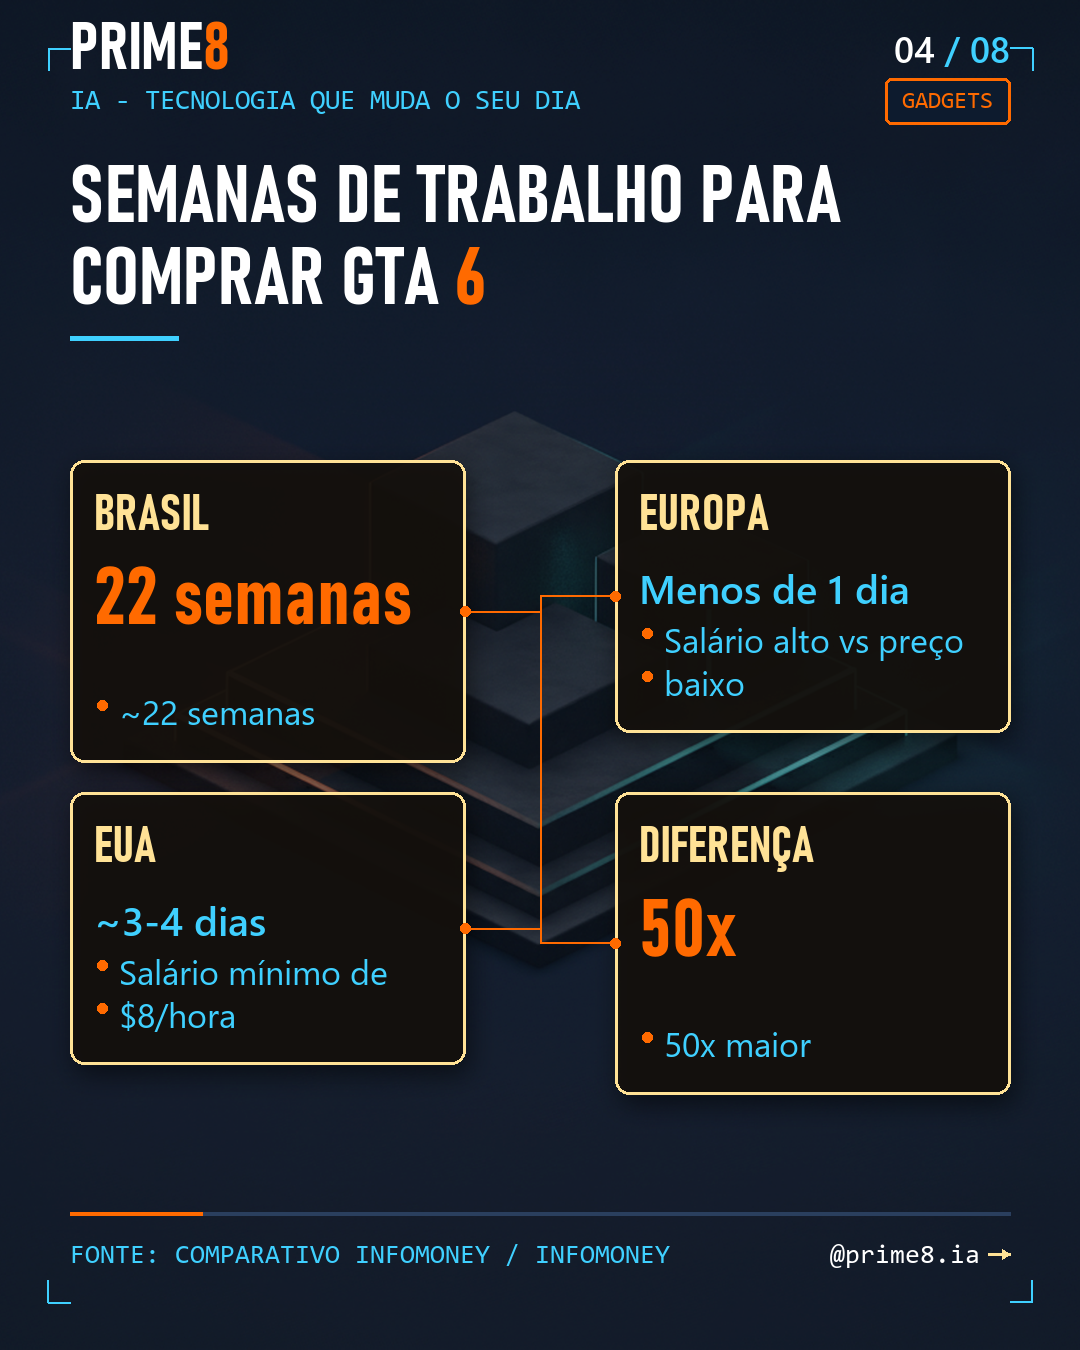 PRIME8
04 / 08
IA - TECNOLOGIA QUE MUDA O SEU DIA
GADGETS
SEMANAS DE TRABALHO PARA
COMPRAR GTA 6
BRASIL
22 semanas
~22 semanas
EUROPA
Menos de 1 dia
Salário alto vs preço
baixo
EUA
~3-4 dias
Salário mínimo de
$8/hora
DIFERENÇA
50x
50x maior
FONTE: COMPARATIVO INFOMONEY / INFOMONEY
@prime8.ia